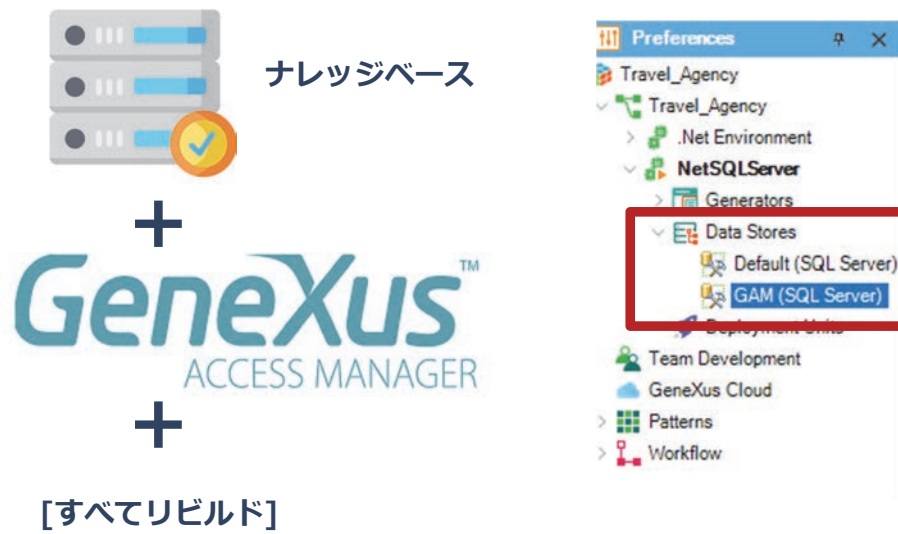 ナレッジベース
+
GeneXus™
ACCESS MANAGER
+
[すべてリビルド]
Preferences
Travel_Agency
Travel_Agency
.Net Environment
NetSQLServer
Generators
Data Stores
Default (SQL Server)
GAM (SQL Server)
Deployment Units
Team Development
GeneXus Cloud
Patterns
Workflow